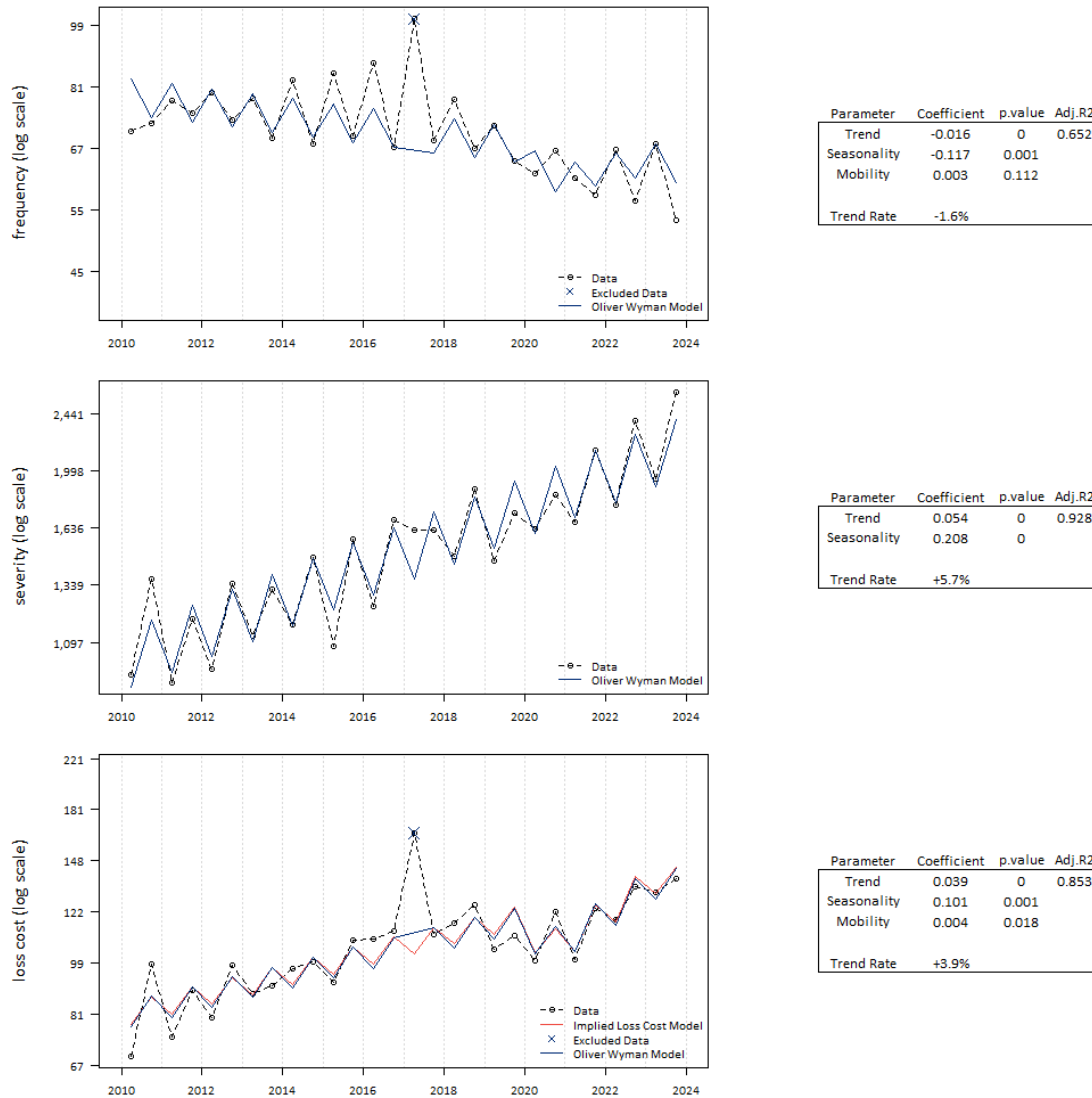 frequency (log scale)
99
81
67
55
45
Data
Excluded Data
Oliver Wyman Model
2010 2012 2014 2016 2018 2020 2022 2024
Parameter Coefficient p.value Adj.R2
Trend -0.016 0 0.652
Seasonality -0.117 0.001
Mobility 0.003 0.112
Trend Rate -1.6%
severity (log scale)
2,441
1,998
1,636
1,339
1,097
Data
Oliver Wyman Model
2010 2012 2014 2016 2018 2020 2022 2024
Parameter Coefficient p.value Adj.R2
Trend 0.054 0 0.928
Seasonality 0.208 0
Trend Rate +5.7%
loss cost (log scale)
221
181
148
122
99
81
67
Data
Implied Loss Cost Model
Excluded Data
Oliver Wyman Model
2010 2012 2014 2016 2018 2020 2022 2024
Parameter Coefficient p.value Adj.R2
Trend 0.039 0 0.853
Seasonality 0.101 0.001
Mobility 0.004 0.018
Trend Rate +3.9%